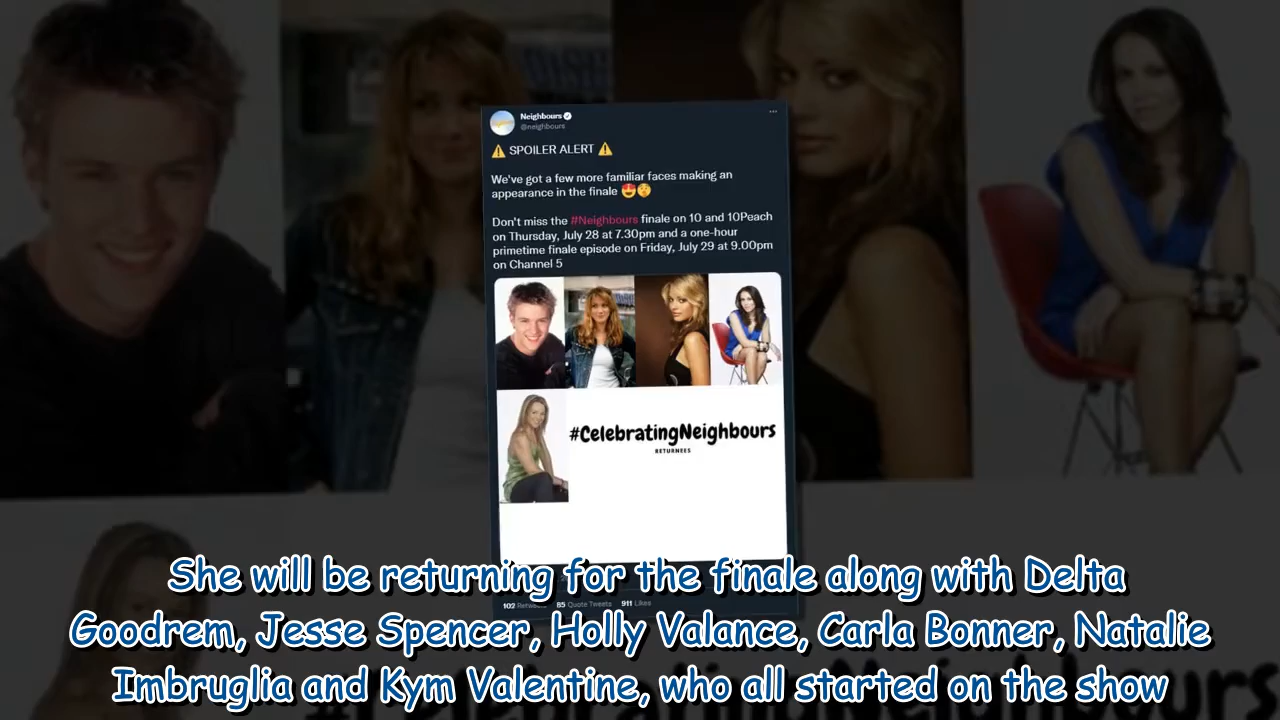 Neighbours
@neighbours
⚠️ SPOILER ALERT ⚠️
We've got a few more familiar faces making an
appearance in the finale 😍😲
Don't miss the #Neighbours finale on 10 and 10Peach
on Thursday, July 28 at 7.30pm and a one-hour
primetime finale episode on Friday, July 29 at 9.00pm
on Channel 5
#CelebratingNeighbours
RETURNEES
102 Retweets 85 Quote Tweets 911 Likes
She will be returning for the finale along with Delta
Goodrem, Jesse Spencer, Holly Valance, Carla Bonner, Natalie
Imbruglia and Kym Valentine, who all started on the show